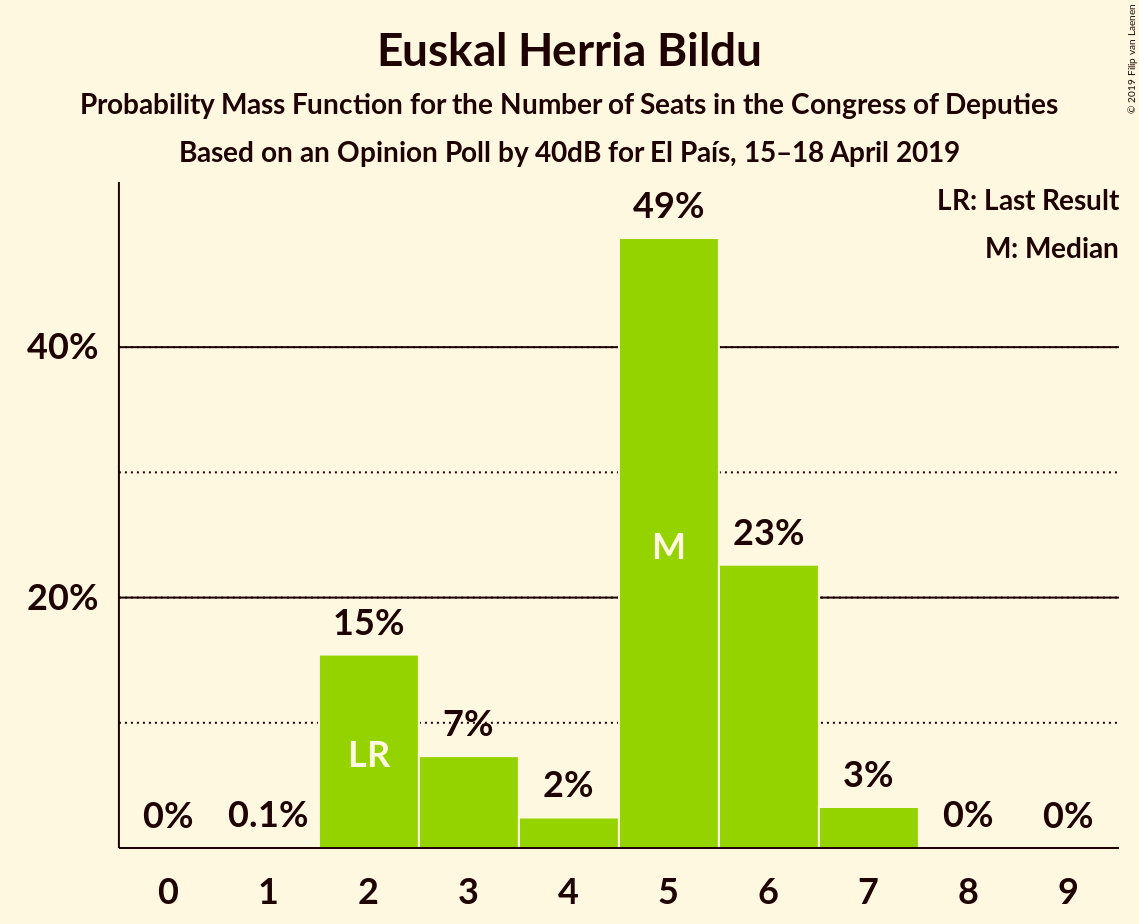 Euskal Herria Bildu
Probability Mass Function for the Number of Seats in the Congress of Deputies
Based on an Opinion Poll by 40dB for El País, 15–18 April 2019
© 2019 Filip van Laenen
LR: Last Result
M: Median
49%
40%
M
23%
20%
15%
7%
LR
2%
3%
0%
0.1%
0%
0%
0 1 2 3 4 5 6 7 8 9